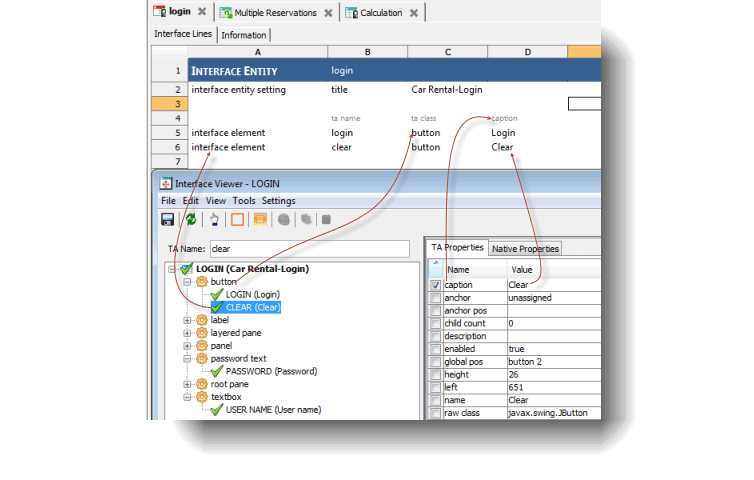 login Multiple Reservations Calculation
Interface Lines Information
A B C D
1 INTERFACE ENTITY login
2 interface entity setting title Car Rental-Login
3
4 ta name ta class caption
5 interface element login button Login
6 interface element clear button Clear
7
Interface Viewer - LOGIN
File Edit View Tools Settings
TA Name: clear
TA Properties Native Properties
LOGIN (Car Rental-Login)
button
LOGIN (Login)
CLEAR (Clear)
label
layered pane
panel
password text
PASSWORD (Password)
root pane
textbox
USER NAME (User name)
Name Value
caption Clear
anchor unassigned
anchor pos
child count 0
description
enabled true
global pos button 2
height 26
left 651
name Clear
raw class javax.swing.JButton